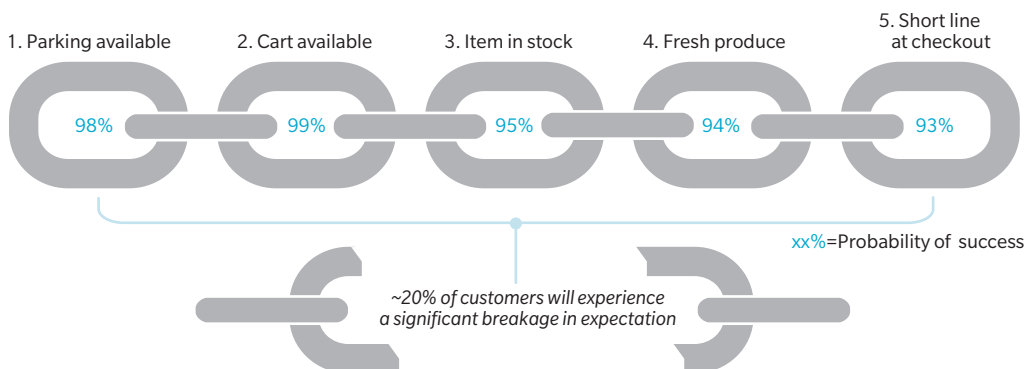 1. Parking available
2. Cart available
3. Item in stock
4. Fresh produce
5. Short line
at checkout
98%
99%
95%
94%
93%
xx%=Probability of success
~20% of customers will experience
a significant breakage in expectation